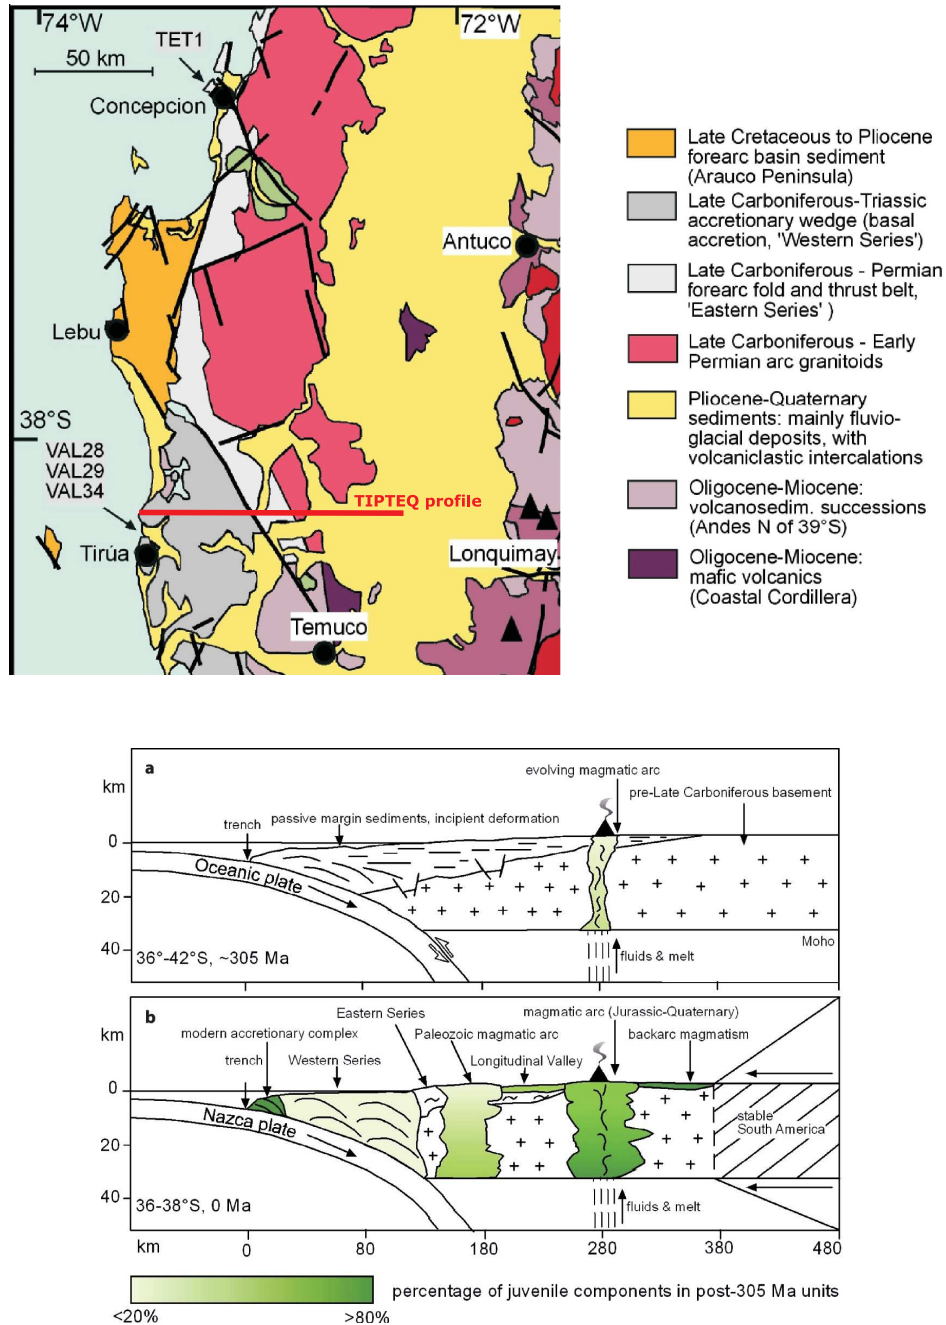 74°W
72°W
TET1
50 km
Concepcion
Antuco
Lebu
38°S
VAL28
VAL29
VAL34
TIPTEQ profile
Tirúa
Lonquimay
Temuco
Late Cretaceous to Pliocene
forearc basin sediment
(Arauco Peninsula)
Late Carboniferous-Triassic
accretionary wedge (basal
accretion, 'Western Series')
Late Carboniferous - Permian
forearc fold and thrust belt,
'Eastern Series' )
Late Carboniferous - Early
Permian arc granitoids
Pliocene-Quaternary
sediments: mainly fluvio-
glacial deposits, with
volcaniclastic intercalations
Oligocene-Miocene:
volcanosedim. successions
(Andes N of 39°S)
Oligocene-Miocene:
mafic volcanics
(Coastal Cordillera)
a
km
evolving magmatic arc
pre-Late Carboniferous basement
trench
passive margin sediments, incipient deformation
0
Oceanic plate
20
40
36°-42°S, ~305 Ma
fluids & melt
Moho
b
km
Eastern Series
magmatic arc (Jurassic-Quaternary)
modern accretionary complex
Paleozoic magmatic arc
backarc magmatism
trench
Western Series
Longitudinal Valley
0
Nazca plate
stable
South America
20
40
36-38°S, 0 Ma
fluids & melt
km
0
80
180
280
380
480
percentage of juvenile components in post-305 Ma units
<20%
>80%